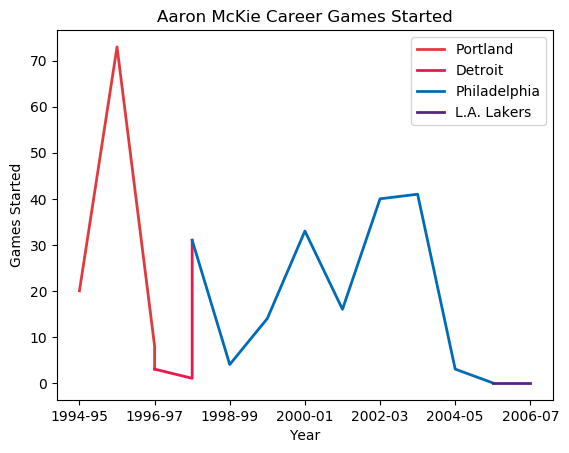 Aaron McKie Career Games Started
Portland
Detroit
Philadelphia
L.A. Lakers
Games Started
70
60
50
40
30
20
10
0
1994-95 1996-97 1998-99 2000-01 2002-03 2004-05 2006-07
Year